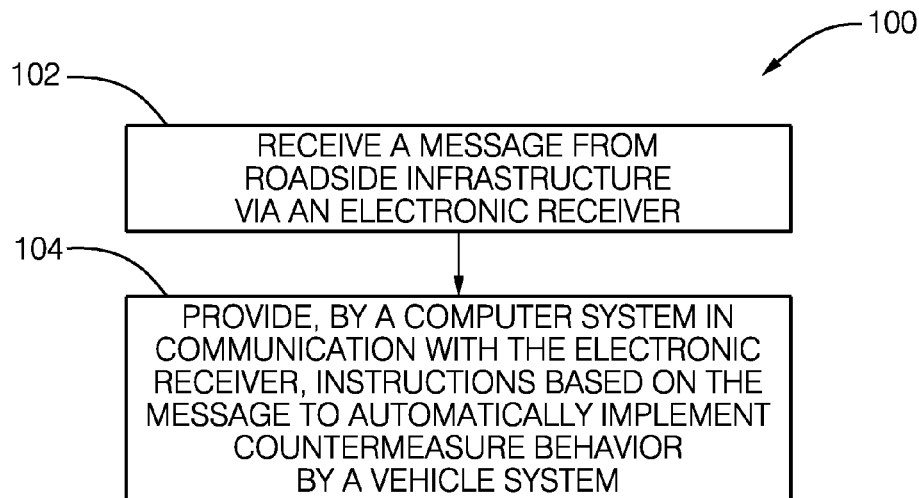 100
102
RECEIVE A MESSAGE FROM
ROADSIDE INFRASTRUCTURE
VIA AN ELECTRONIC RECEIVER
104
PROVIDE, BY A COMPUTER SYSTEM IN
COMMUNICATION WITH THE ELECTRONIC
RECEIVER, INSTRUCTIONS BASED ON THE
MESSAGE TO AUTOMATICALLY IMPLEMENT
COUNTERMEASURE BEHAVIOR
BY A VEHICLE SYSTEM